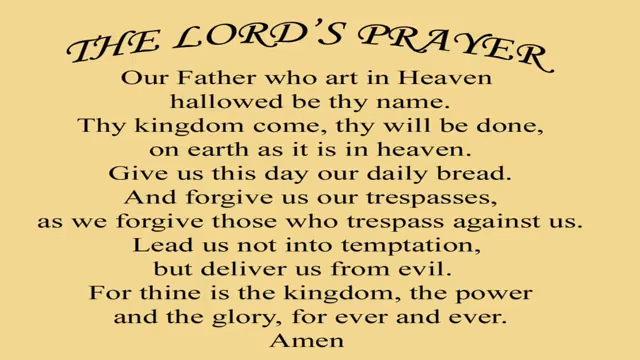 THE LORD'S PRAYER
Our Father who art in Heaven
hallowed be thy name.
Thy kingdom come, thy will be done,
on earth as it is in heaven.
Give us this day our daily bread.
And forgive us our trespasses,
as we forgive those who trespass against us.
Lead us not into temptation,
but deliver us from evil.
For thine is the kingdom, the power
and the glory, for ever and ever.
Amen